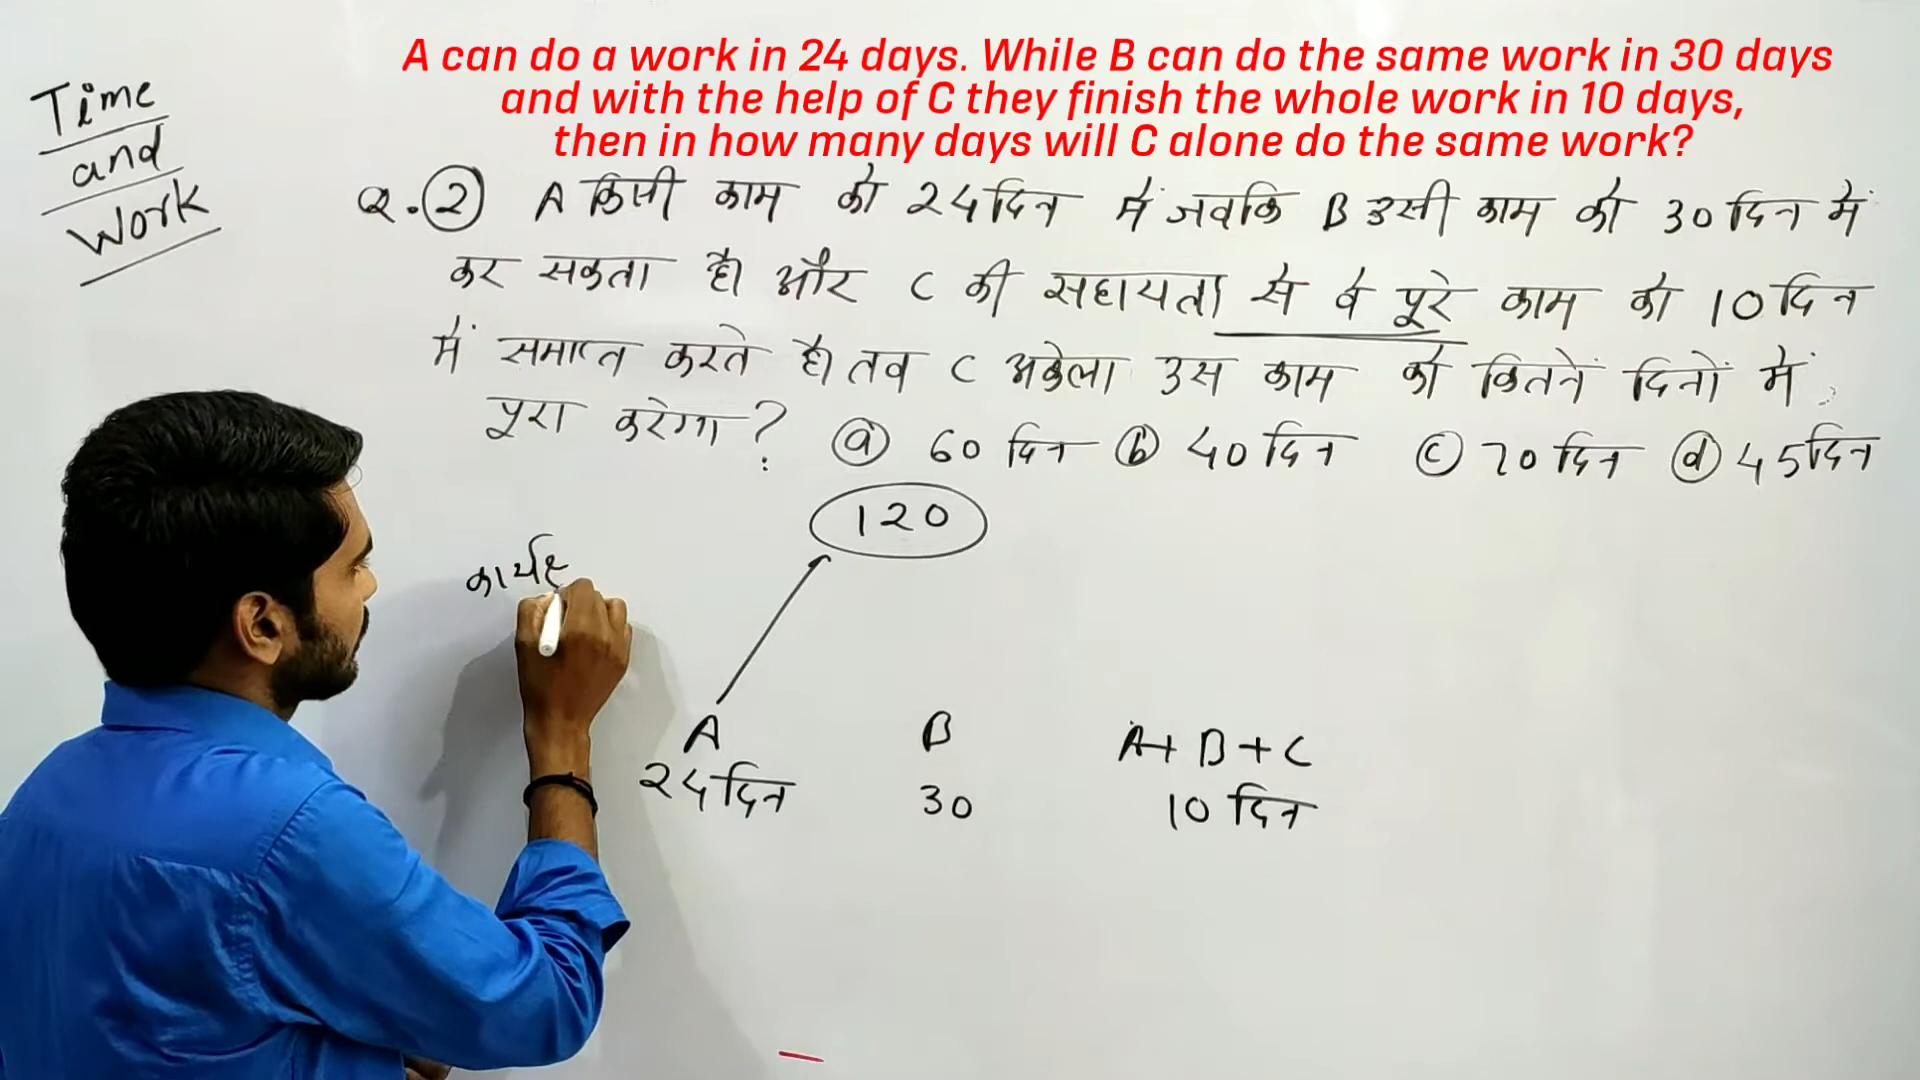 A can do a work in 24 days. While B can do the same work in 30 days
and with the help of C they finish the whole work in 10 days,
then in how many days will C alone do the same work?
Time
and
Work
Q. ② A किसी काम को 24 दिन में जबकि B उसी काम को 30 दिन में
कर सकता है। और C की सहायता से वे पूरे काम को 10 दिन
में समाप्त करते है। तब C अकेला उस काम को कितने दिनों में
पूरा करेगा? ⓐ 60 दिन ⓑ 40 दिन ⓒ 70 दिन ⓓ 45 दिन
120
A B A+B+C
24 दिन 30 10 दिन